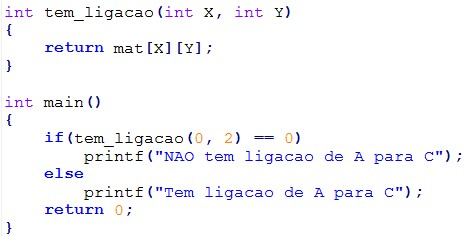 int tem_ligacao(int X, int Y)
{
    return mat[X][Y];
}

int main()
{
    if(tem_ligacao(0, 2) == 0)
        printf("NAO tem ligacao de A para C");
    else
        printf("Tem ligacao de A para C");
    return 0;
}